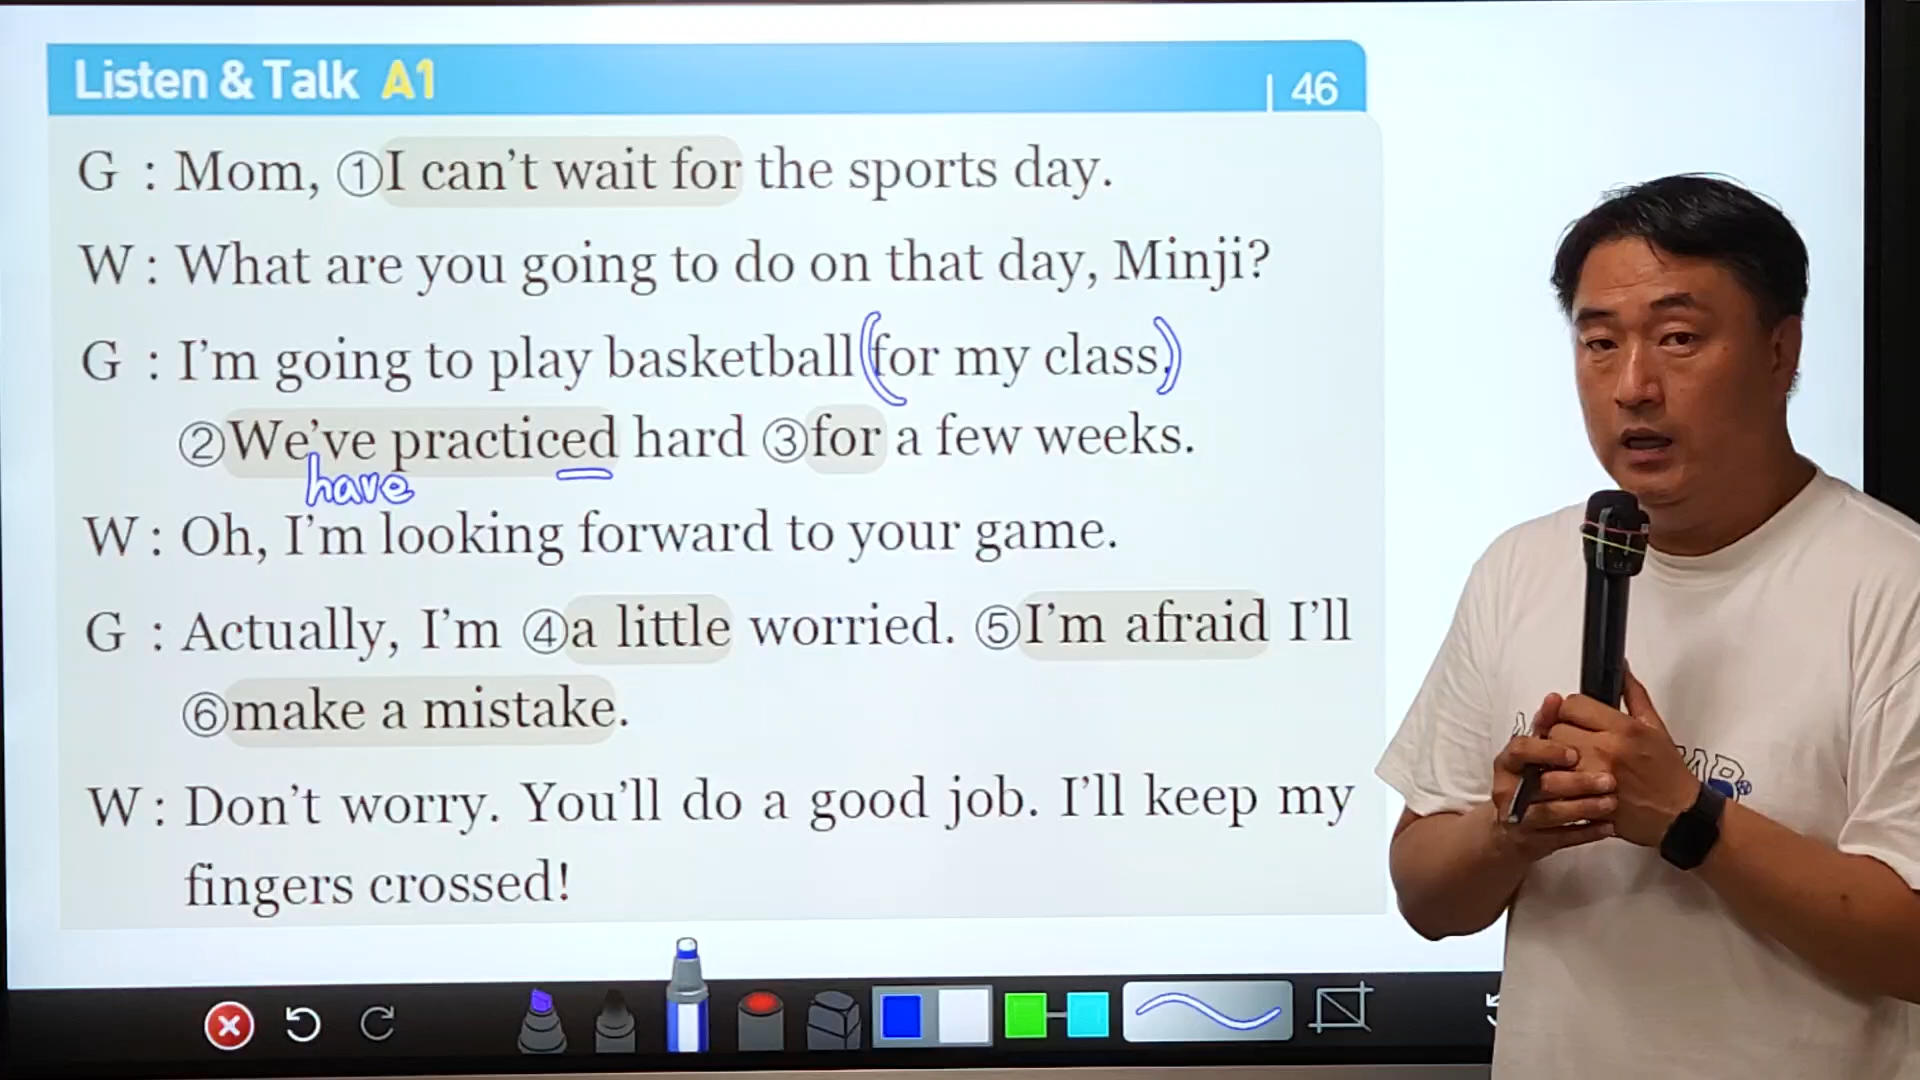 Listen & Talk A1 | 46
G : Mom, ①I can't wait for the sports day.
W : What are you going to do on that day, Minji?
G : I'm going to play basketball (for my class.)
②We've practiced hard ③for a few weeks.
have
W : Oh, I'm looking forward to your game.
G : Actually, I'm ④a little worried. ⑤I'm afraid I'll
⑥make a mistake.
W : Don't worry. You'll do a good job. I'll keep my
fingers crossed!